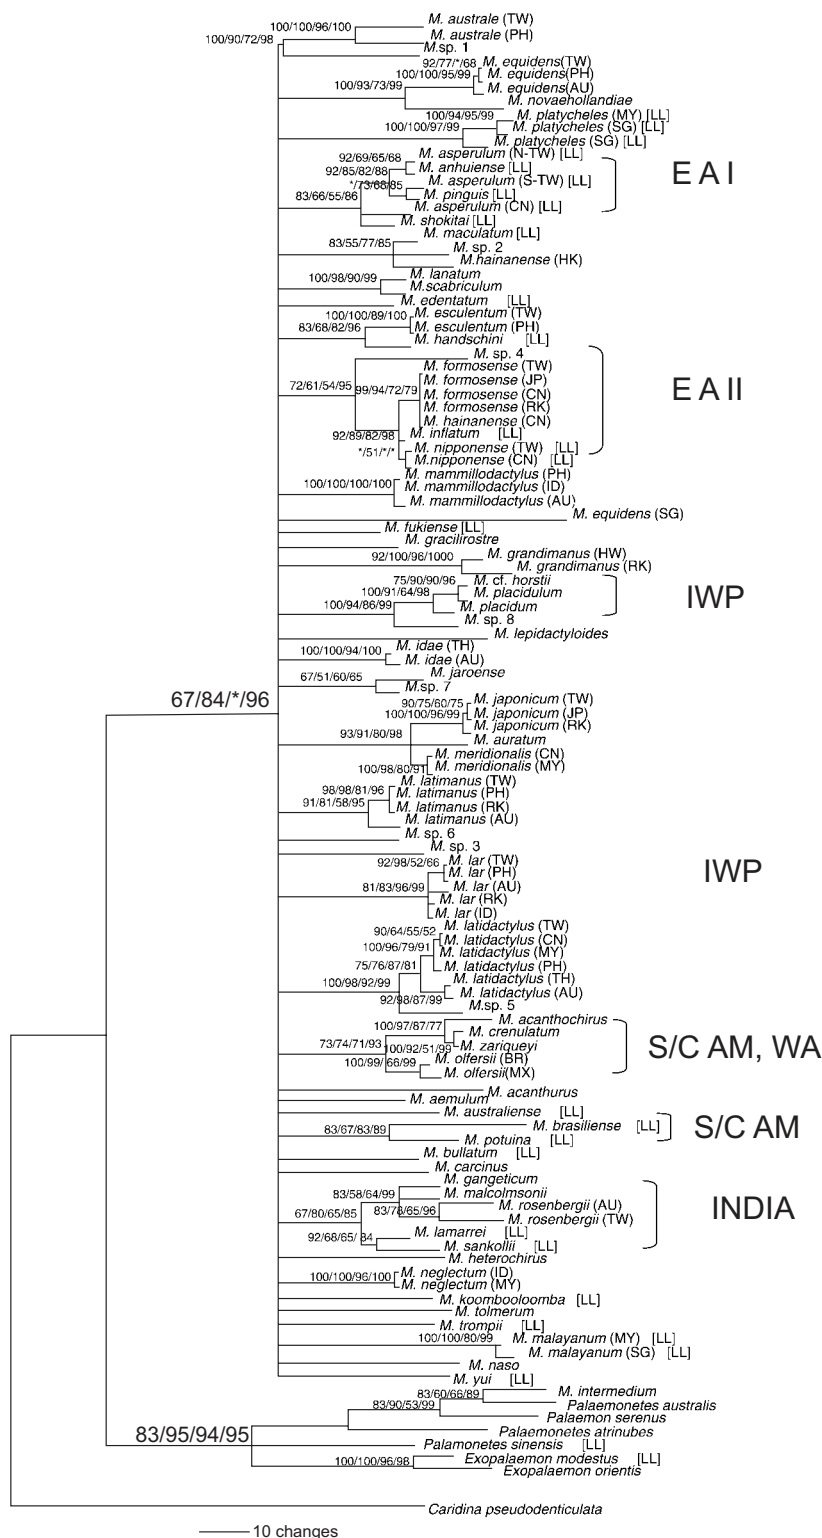 M. australe (TW)
100/100/96/100
M. australe (PH)
100/90/72/98
M.sp. 1
92/77/*/68
M. equidens(TW)
100/100/95/99
M. equidens(PH)
M. equidens(AU)
100/93/73/99
M. novaehollandiae
100/94/95/99
M. platycheles (MY) [LL]
100/100/97/99
M. platycheles (SG) [LL]
M. platycheles (SG) [LL]
M. asperulum (N-TW) [LL]
92/69/65/68
M. anhuiense [LL]
92/85/82/88
E A I
M. asperulum (S-TW) [LL]
*/73/68/85
M. pinguis [LL]
83/66/55/86
M. asperulum (CN) [LL]
M. shokitai [LL]
M. maculatum [LL]
83/55/77/85
M. sp. 2
M.hainanense (HK)
M. lanatum
100/98/90/99
M.scabriculum
M. edentatum [LL]
100/100/89/100
M. esculentum (TW)
83/68/82/96
M. esculentum (PH)
M. handschini [LL]
M. sp. 4
M. formosense (TW)
72/61/54/95
99/94/72/79
M. formosense (JP)
E A II
M. formosense (CN)
M. formosense (RK)
M. hainanense (CN)
92/89/82/98
M. inflatum [LL]
*/51/*/*
M. nipponense (TW) [LL]
M.nipponense (CN) [LL]
M. mammillodactylus (PH)
100/100/100/100
M. mammillodactylus (ID)
M. mammillodactylus (AU)
M. equidens (SG)
M. fukiense [LL]
M. gracilirostre
92/100/96/1000
M. grandimanus (HW)
M. grandimanus (RK)
75/90/90/96
M. cf. horstii
100/91/64/98
M. placidulum
IWP
100/94/86/99
M. placidum
M. sp. 8
M. lepidactyloides
M. idae (TH)
100/100/94/100
M. idae (AU)
M. jaroense
67/51/60/65
M.sp. 7
67/84/*/96
M. japonicum (TW)
90/75/60/75
100/100/96/99
M. japonicum (JP)
M. japonicum (RK)
93/91/80/98
M. auratum
M. meridionalis (CN)
100/98/80/91
M. meridionalis (MY)
M. latimanus (TW)
98/98/81/96
M. latimanus (PH)
91/81/58/95
M. latimanus (RK)
M. latimanus (AU)
M. sp. 6
M. sp. 3
92/98/52/66
M. lar (TW)
M. lar (PH)
IWP
81/83/96/99
M. lar (AU)
M. lar (RK)
M. lar (ID)
M. latidactylus (TW)
90/64/55/52
M. latidactylus (CN)
100/96/79/91
M. latidactylus (MY)
75/76/87/81
M. latidactylus (PH)
M. latidactylus (TH)
100/98/92/99
M. latidactylus (AU)
92/98/87/99
M.sp. 5
M. acanthochirus
100/97/87/77
M. crenulatum
73/74/71/93
100/92/51/99
M. zariqueyi
S/C AM, WA
M. olfersii (BR)
100/99/ 66/99
M. olfersii(MX)
M. acanthurus
M. aemulum
M. australiense [LL]
M. brasiliense [LL]
83/67/83/89
S/C AM
M. potuina [LL]
M. bullatum [LL]
M. carcinus
M. gangeticum
83/58/64/99
M. malcolmsonii
M. rosenbergii (AU)
83/78/65/96
INDIA
67/80/65/85
M. rosenbergii (TW)
M. lamarrei [LL]
92/68/65/ 84
M. sankollii [LL]
M. heterochirus
M. neglectum (ID)
100/100/96/100
M. neglectum (MY)
M. koombooloomba [LL]
M. tolmerum
M. trompii [LL]
100/100/80/99
M. malayanum (MY) [LL]
M. malayanum (SG) [LL]
M. naso
M. yui [LL]
83/60/66/89
M. intermedium
83/90/53/99
Palaemonetes australis
Palaemon serenus
Palaemonetes atrinubes
83/95/94/95
Palamonetes sinensis [LL]
Exopalaemon modestus [LL]
100/100/96/98
Exopalaemon orientis
Caridina pseudodenticulata
10 changes